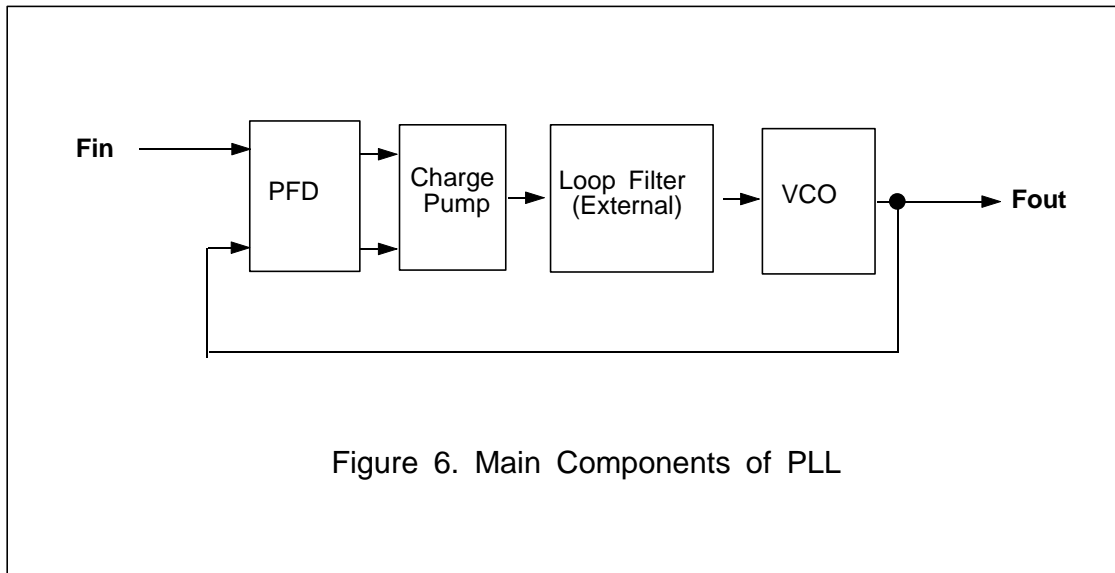 Fin
PFD
Charge
Pump
Loop Filter
(External)
VCO
Fout
Figure 6. Main Components of PLL